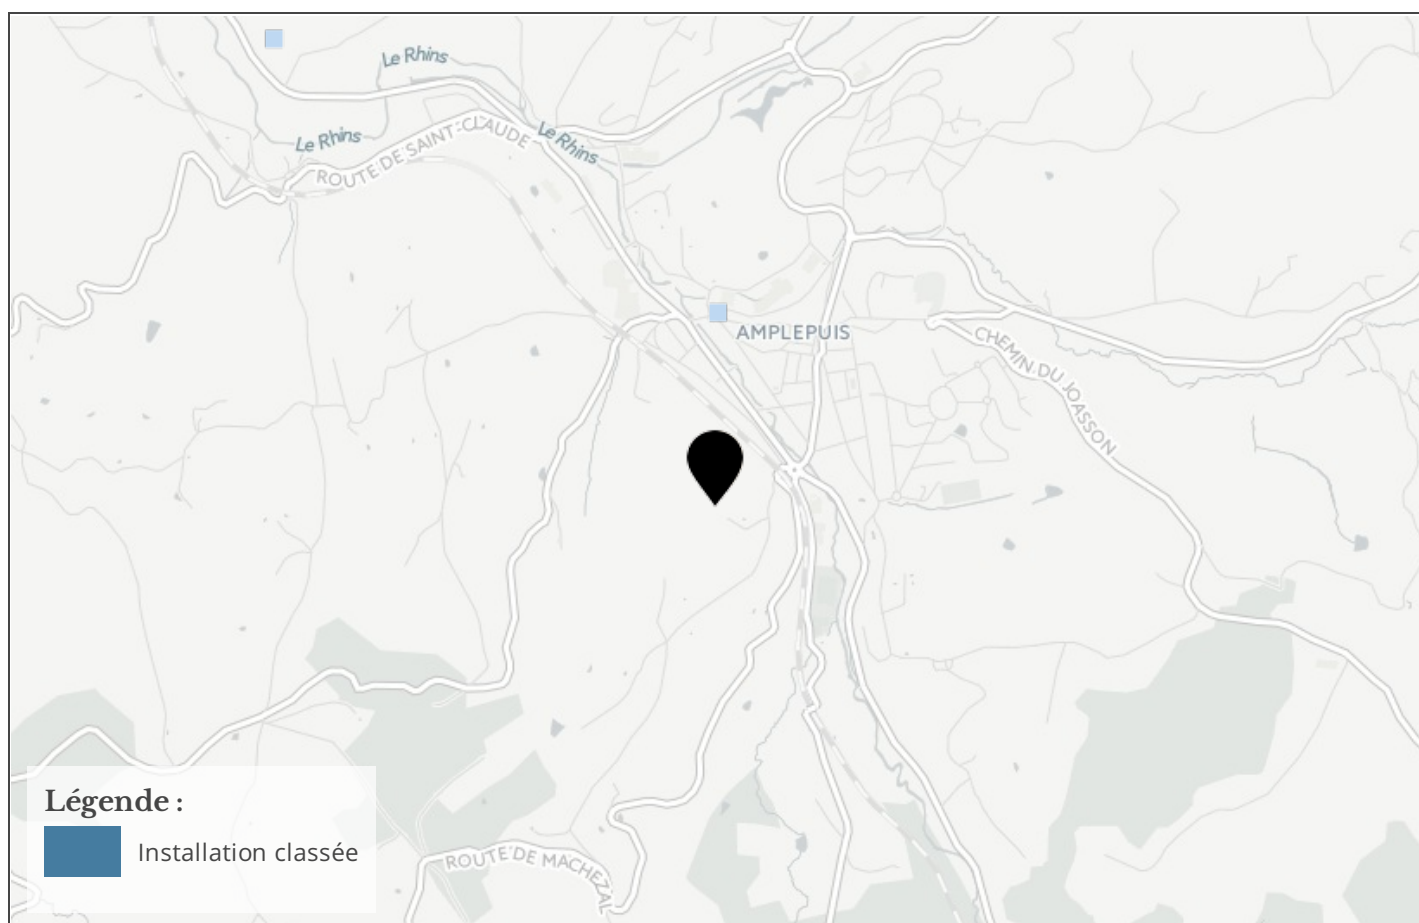 Le Rhins
Le Rhins
Le Rhins
ROUTE DE SAINT-CLAUDE
AMPLEPUIS
CHEMIN DU JOASSON
Légende :
Installation classée
ROUTE DE MACHEZAL